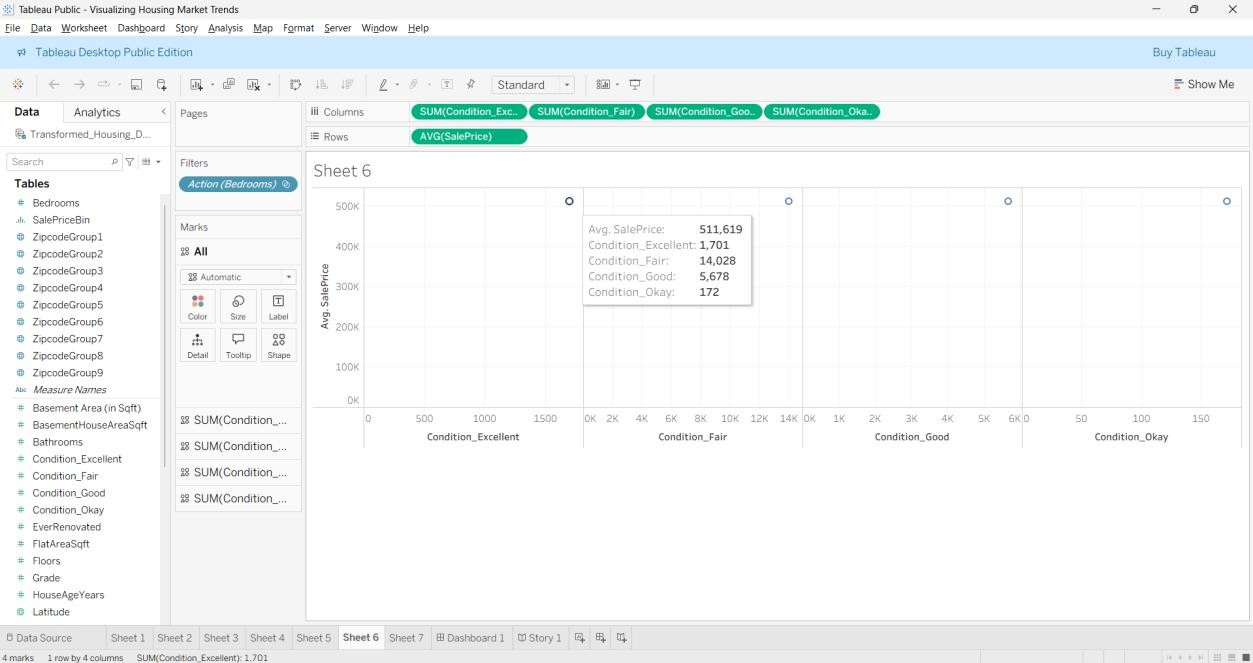 Tableau Public - Visualizing Housing Market Trends
File Data Worksheet Dashboard Story Analysis Map Format Server Window Help
Tableau Desktop Public Edition
Buy Tableau
Standard
Show Me
Data Analytics
Transformed_Housing_D...
Search
Tables
# Bedrooms
SalePriceBin
ZipcodeGroup1
ZipcodeGroup2
ZipcodeGroup3
ZipcodeGroup4
ZipcodeGroup5
ZipcodeGroup6
ZipcodeGroup7
ZipcodeGroup8
ZipcodeGroup9
Abc Measure Names
# Basement Area (in Sqft)
# BasementHouseAreaSqft
# Bathrooms
# Condition_Excellent
# Condition_Fair
# Condition_Good
# Condition_Okay
# EverRenovated
# FlatAreaSqft
# Floors
# Grade
# HouseAgeYears
Latitude
Pages
Filters
Action (Bedrooms)
Marks
All
Automatic
Color Size Label
Detail Tooltip Shape
SUM(Condition_...
SUM(Condition_...
SUM(Condition_...
SUM(Condition_...
Columns SUM(Condition_Exc.. SUM(Condition_Fair) SUM(Condition_Goo.. SUM(Condition_Oka..
Rows AVG(SalePrice)
Sheet 6
Avg. SalePrice
500K
400K
300K
200K
100K
0K
Avg. SalePrice: 511,619
Condition_Excellent: 1,701
Condition_Fair: 14,028
Condition_Good: 5,678
Condition_Okay: 172
0 500 1000 1500 0K 2K 4K 6K 8K 10K 12K 14K 0K 1K 2K 3K 4K 5K 6K 0 50 100 150
Condition_Excellent Condition_Fair Condition_Good Condition_Okay
Data Source Sheet 1 Sheet 2 Sheet 3 Sheet 4 Sheet 5 Sheet 6 Sheet 7 Dashboard 1 Story 1
4 marks 1 row by 4 columns SUM(Condition_Excellent): 1,701